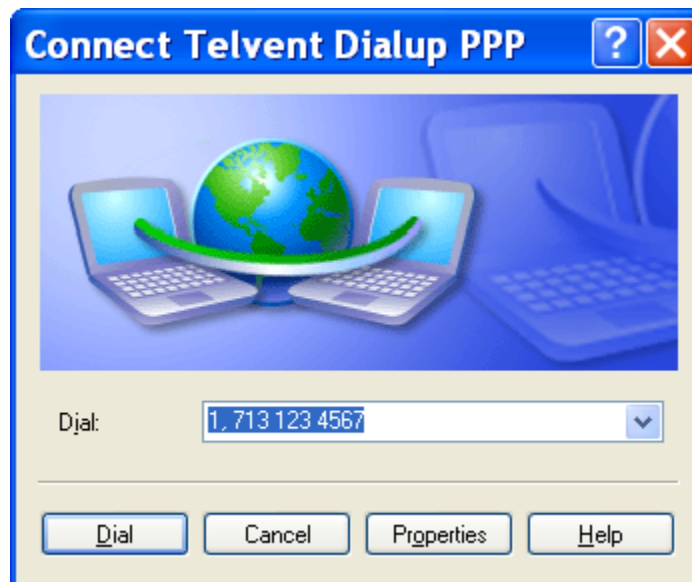 Connect Telvent Dialup PPP ?
Dial: 1, 713 123 4567
Dial Cancel Properties Help